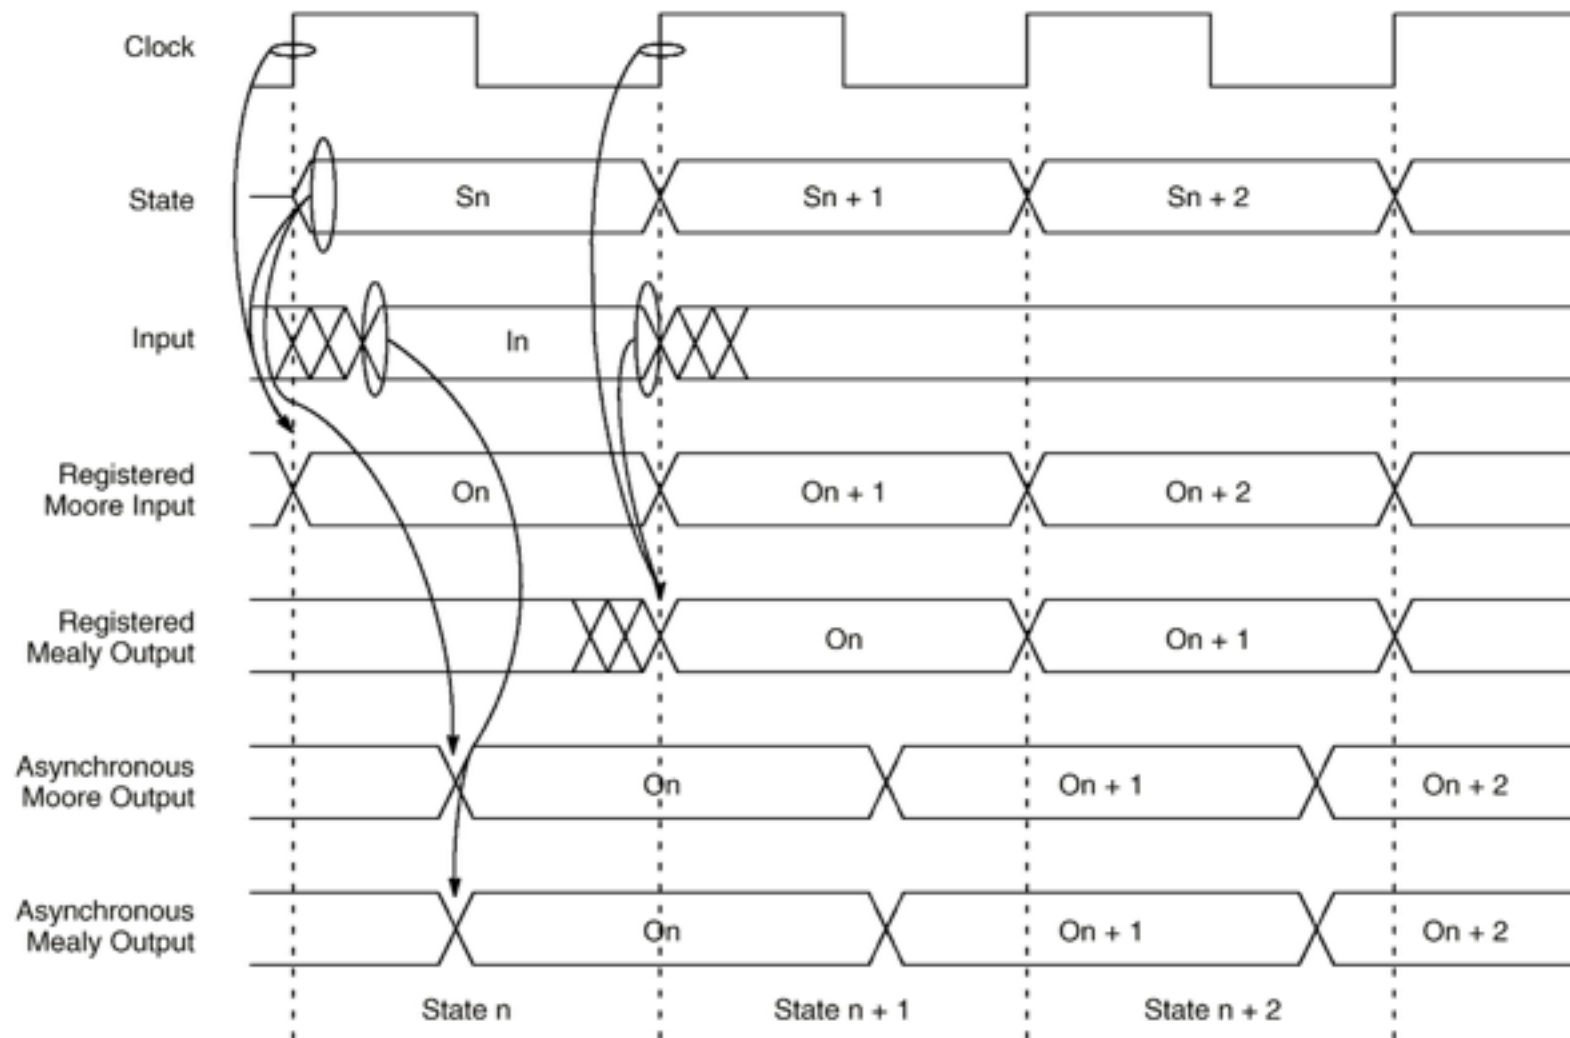 Clock
State
Sn
Sn + 1
Sn + 2
Input
In
Registered
Moore Input
On
On + 1
On + 2
Registered
Mealy Output
On
On + 1
Asynchronous
Moore Output
On
On + 1
On + 2
Asynchronous
Mealy Output
On
On + 1
On + 2
State n
State n + 1
State n + 2